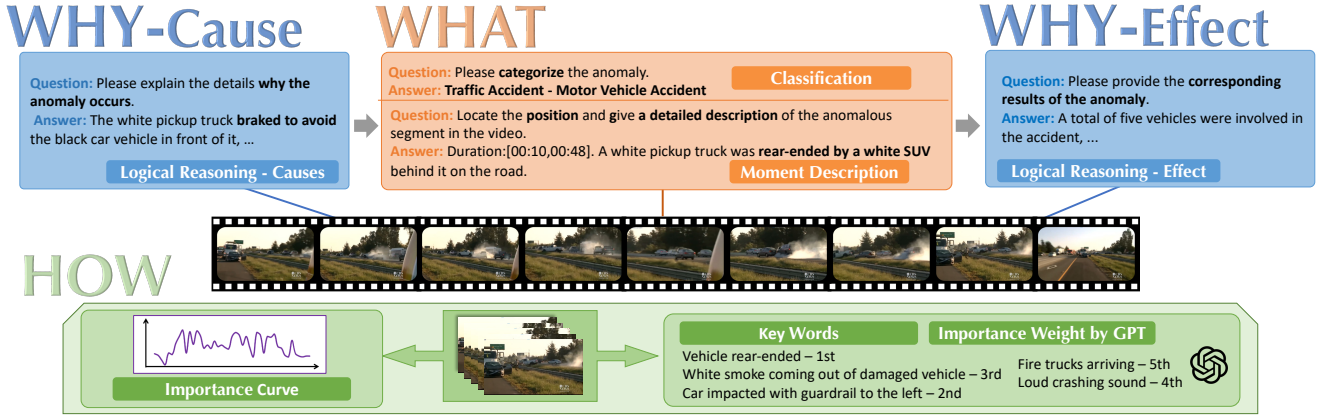 WHY-Cause
WHAT
WHY-Effect
Question: Please explain the details why the
anomaly occurs.
Answer: The white pickup truck braked to avoid
the black car vehicle in front of it, ...
Logical Reasoning - Causes
Question: Please categorize the anomaly.
Answer: Traffic Accident - Motor Vehicle Accident
Classification
Question: Locate the position and give a detailed description of the anomalous
segment in the video.
Answer: Duration:[00:10,00:48]. A white pickup truck was rear-ended by a white SUV
behind it on the road.
Moment Description
Question: Please provide the corresponding
results of the anomaly.
Answer: A total of five vehicles were involved in
the accident, ...
Logical Reasoning - Effect
HOW
Importance Curve
Key Words
Importance Weight by GPT
Vehicle rear-ended – 1st
White smoke coming out of damaged vehicle – 3rd
Car impacted with guardrail to the left – 2nd
Fire trucks arriving – 5th
Loud crashing sound – 4th